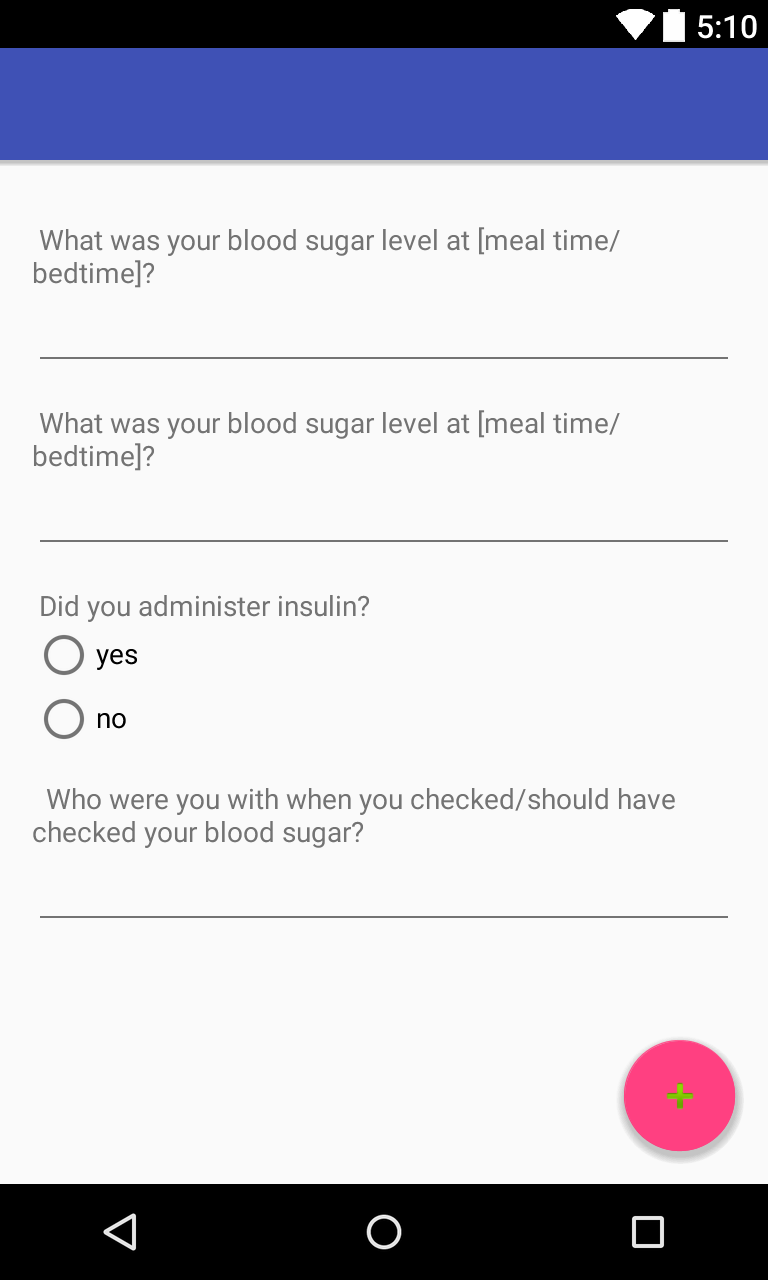 5:10
What was your blood sugar level at [meal time/
bedtime]?
What was your blood sugar level at [meal time/
bedtime]?
Did you administer insulin?
yes
no
Who were you with when you checked/should have
checked your blood sugar?